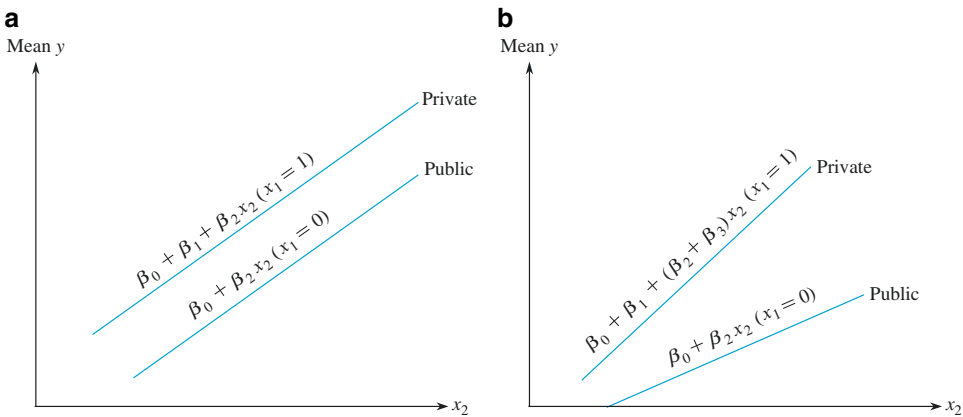 a
Mean y
Private
Public
β₀ + β₁ + β₂x₂ (x₁ = 1)
β₀ + β₂x₂ (x₁ = 0)
x₂
b
Mean y
Private
Public
β₀ + β₁ + (β₂ + β₃)x₂ (x₁ = 1)
β₀ + β₂x₂ (x₁ = 0)
x₂